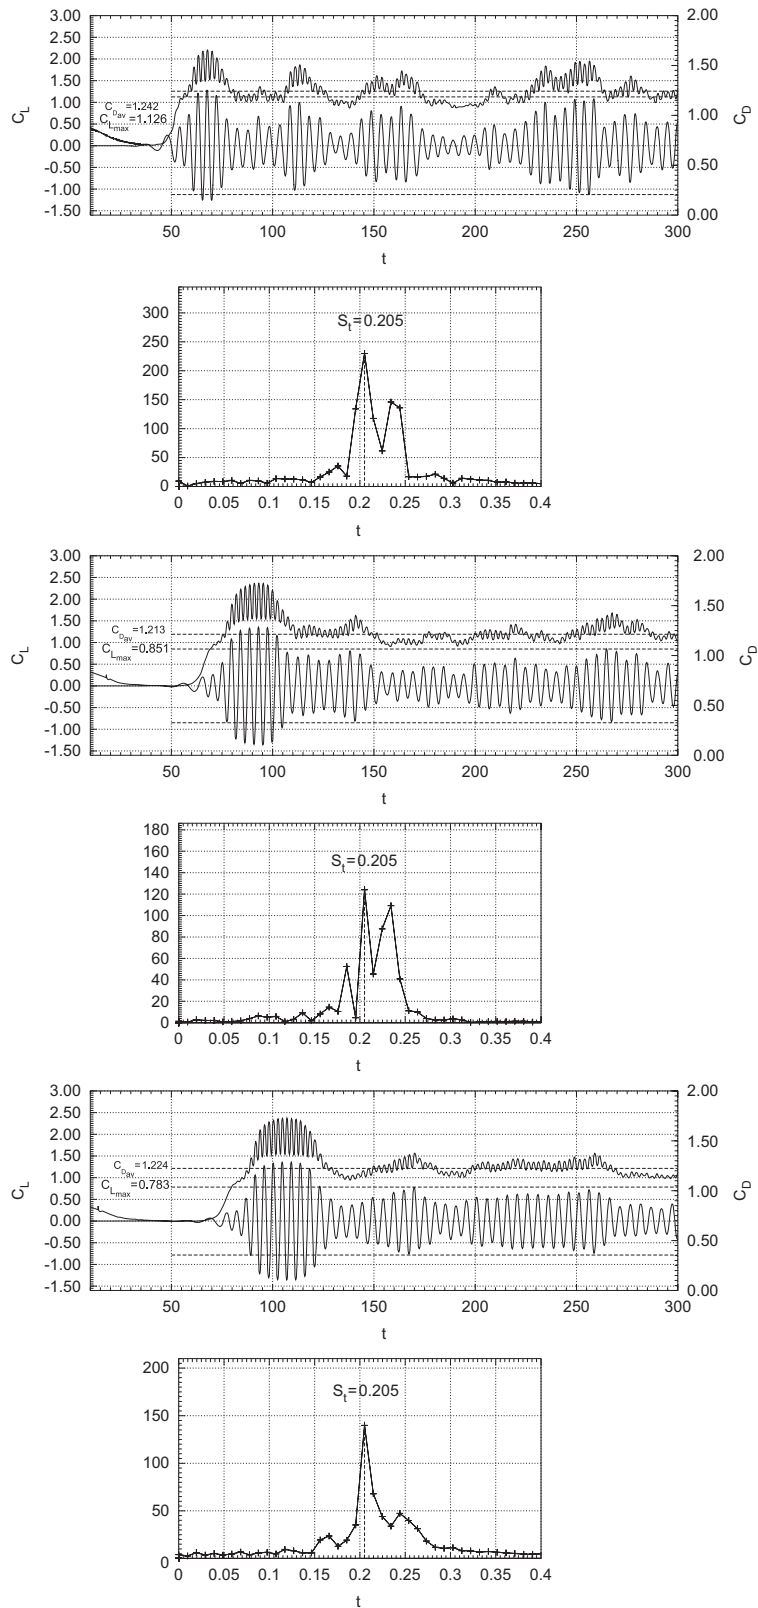 3.00
2.50
2.00
1.50
1.00
0.50
0.00
-0.50
-1.00
-1.50
C_L
C_Dav=1.242
C_Lmax=1.126
2.00
1.50
1.00
0.50
0.00
C_D
50 100 150 200 250 300
t
300
250
200
150
100
50
0
S_t=0.205
0 0.05 0.1 0.15 0.2 0.25 0.3 0.35 0.4
t
3.00
2.50
2.00
1.50
1.00
0.50
0.00
-0.50
-1.00
-1.50
C_L
C_Dav=1.213
C_Lmax=0.851
2.00
1.50
1.00
0.50
0.00
C_D
50 100 150 200 250 300
t
180
160
140
120
100
80
60
40
20
0
S_t=0.205
0 0.05 0.1 0.15 0.2 0.25 0.3 0.35 0.4
t
3.00
2.50
2.00
1.50
1.00
0.50
0.00
-0.50
-1.00
-1.50
C_L
C_Dav=1.224
C_Lmax=0.783
2.00
1.50
1.00
0.50
0.00
C_D
50 100 150 200 250 300
t
200
150
100
50
0
S_t=0.205
0 0.05 0.1 0.15 0.2 0.25 0.3 0.35 0.4
t